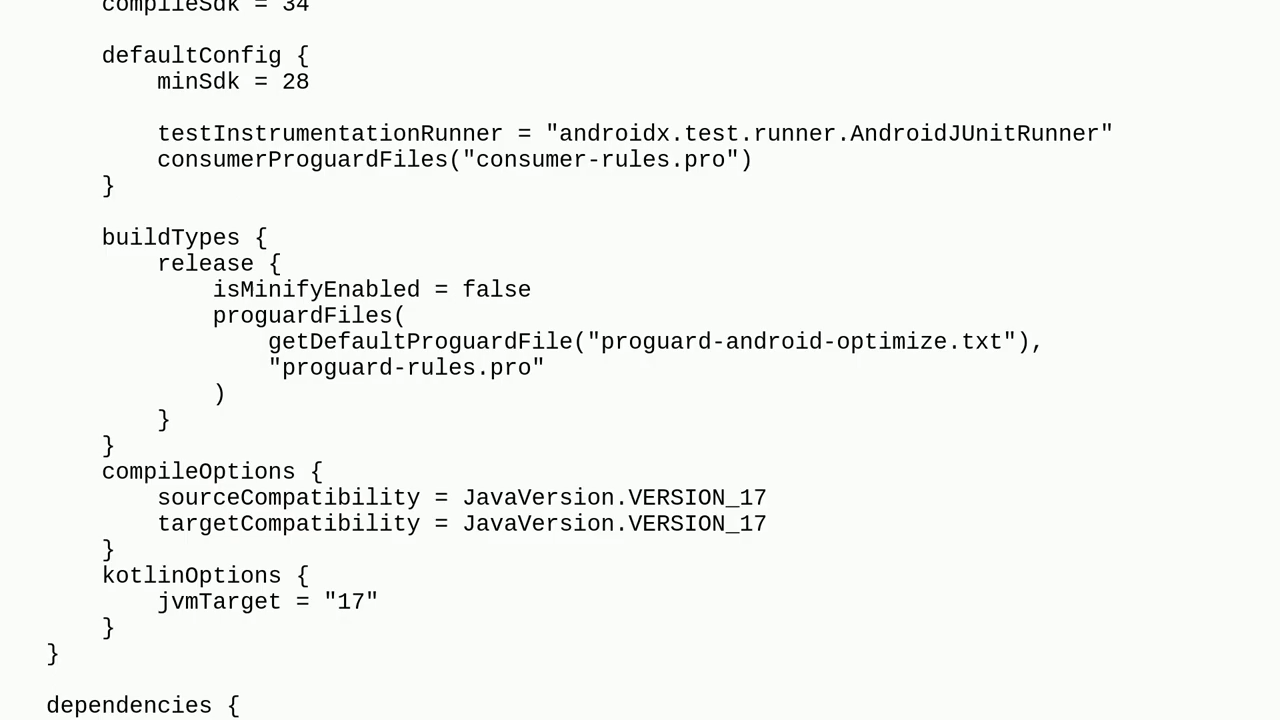 compileSdk = 34

    defaultConfig {
        minSdk = 28

        testInstrumentationRunner = "androidx.test.runner.AndroidJUnitRunner"
        consumerProguardFiles("consumer-rules.pro")
    }

    buildTypes {
        release {
            isMinifyEnabled = false
            proguardFiles(
                getDefaultProguardFile("proguard-android-optimize.txt"),
                "proguard-rules.pro"
            )
        }
    }
    compileOptions {
        sourceCompatibility = JavaVersion.VERSION_17
        targetCompatibility = JavaVersion.VERSION_17
    }
    kotlinOptions {
        jvmTarget = "17"
    }
}

dependencies {